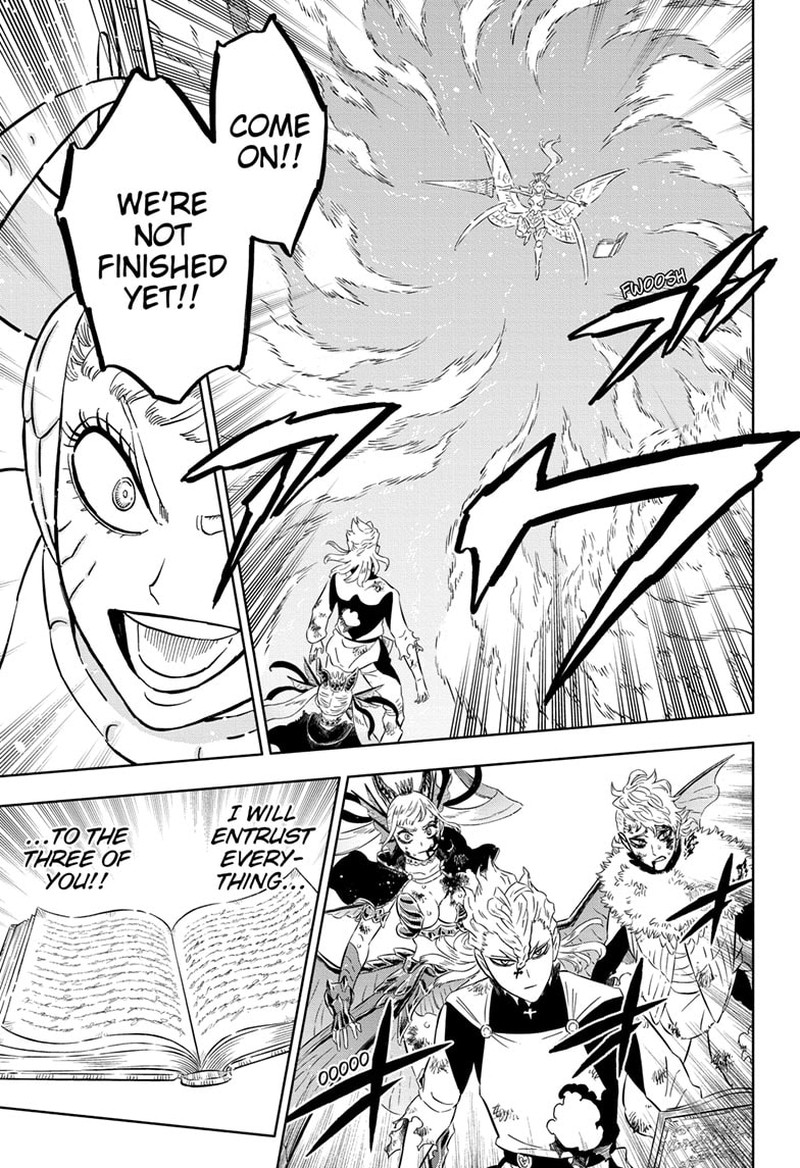 COME
ON!!
WE'RE
NOT
FINISHED
YET!!
FWOOSH
I WILL
ENTRUST
EVERY-
THING...
...TO THE
THREE OF
YOU!!
OOOOO